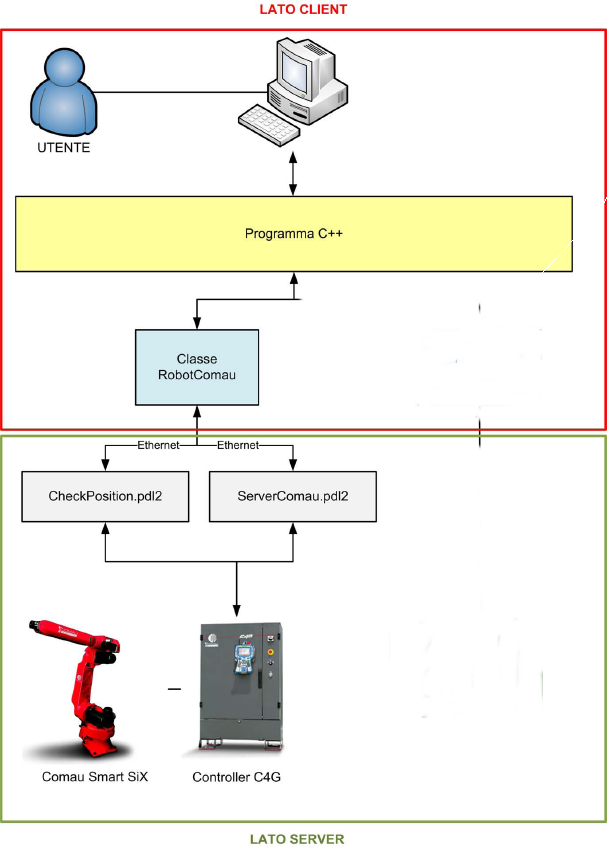 LATO CLIENT
UTENTE
Programma C++
Classe
RobotComau
Ethernet
Ethernet
CheckPosition.pdl2
ServerComau.pdl2
Comau Smart SiX
Controller C4G
LATO SERVER